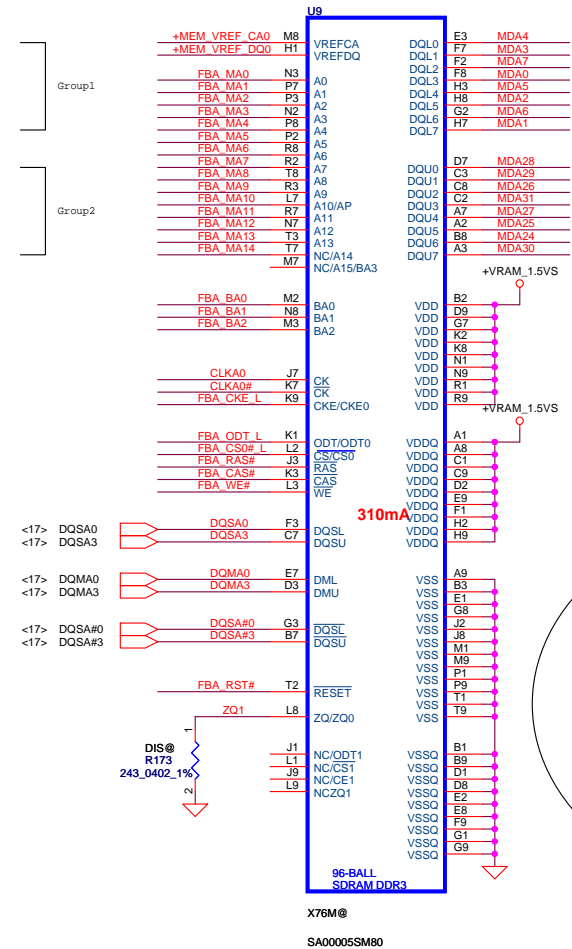 U9
+MEM_VREF_CA0 M8 VREFCA DQL0 E3 MDA4
+MEM_VREF_DQ0 H1 VREFDQ DQL1 F7 MDA3
DQL2 F2 MDA7
FBA_MA0 N3 A0 DQL3 F8 MDA0
FBA_MA1 P7 A1 DQL4 H3 MDA5
Group1 FBA_MA2 P3 A2 DQL5 H8 MDA2
FBA_MA3 N2 A3 DQL6 G2 MDA6
FBA_MA4 P8 A4 DQL7 H7 MDA1
FBA_MA5 P2 A5
FBA_MA6 R8 A6
FBA_MA7 R2 A7 DQU0 D7 MDA28
FBA_MA8 T8 A8 DQU1 C3 MDA29
FBA_MA9 R3 A9 DQU2 C8 MDA26
FBA_MA10 L7 A10/AP DQU3 C2 MDA31
Group2 FBA_MA11 R7 A11 DQU4 A7 MDA27
FBA_MA12 N7 A12 DQU5 A2 MDA25
FBA_MA13 T3 A13 DQU6 B8 MDA24
FBA_MA14 T7 NC/A14 DQU7 A3 MDA30
M7 NC/A15/BA3
+VRAM_1.5VS
FBA_BA0 M2 BA0 VDD B2
FBA_BA1 N8 BA1 VDD D9
FBA_BA2 M3 BA2 VDD G7
VDD K2
VDD K8
VDD N1
CLKA0 J7 CK VDD N9
CLKA0# K7 CK VDD R1
FBA_CKE_L K9 CKE/CKE0 VDD R9
+VRAM_1.5VS
FBA_ODT_L K1 ODT/ODT0 VDDQ A1
FBA_CS0#_L L2 CS/CS0 VDDQ A8
FBA_RAS# J3 RAS VDDQ C1
FBA_CAS# K3 CAS VDDQ C9
FBA_WE# L3 WE VDDQ D2
VDDQ E9
310mA VDDQ F1
<17> DQSA0 DQSA0 F3 DQSL VDDQ H2
<17> DQSA3 DQSA3 C7 DQSU VDDQ H9
<17> DQMA0 DQMA0 E7 DML VSS A9
<17> DQMA3 DQMA3 D3 DMU VSS B3
VSS E1
VSS G8
<17> DQSA#0 DQSA#0 G3 DQSL VSS J2
<17> DQSA#3 DQSA#3 B7 DQSU VSS J8
VSS M1
VSS M9
VSS P1
FBA_RST# T2 RESET VSS P9
VSS T1
ZQ1 L8 ZQ/ZQ0 VSS T9
1
DIS@
R173
243_0402_1%
2
J1 NC/ODT1 VSSQ B1
L1 NC/CS1 VSSQ B9
J9 NC/CE1 VSSQ D1
L9 NCZQ1 VSSQ D8
VSSQ E2
VSSQ E8
VSSQ F9
VSSQ G1
VSSQ G9
96-BALL
SDRAM DDR3
X76M@
SA00005SM80